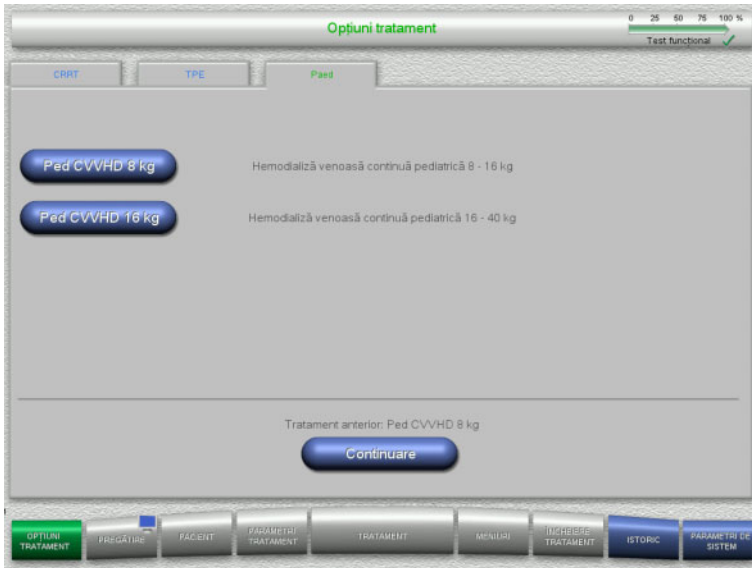 Opțiuni tratament
0 25 50 75 100 %
Test funcțional
CRRT
TPE
Paed
Ped CVVHD 8 kg
Hemodializă venoasă continuă pediatrică 8 - 16 kg
Ped CVVHD 16 kg
Hemodializă venoasă continuă pediatrică 16 - 40 kg
Tratament anterior: Ped CVVHD 8 kg
Continuare
OPȚIUNI
TRATAMENT
PREGĂTIRE
PACIENT
PARAMETRI
TRATAMENT
TRATAMENT
MENIURI
ÎNCHEIERE
TRATAMENT
ISTORIC
PARAMETRI DE
SISTEM